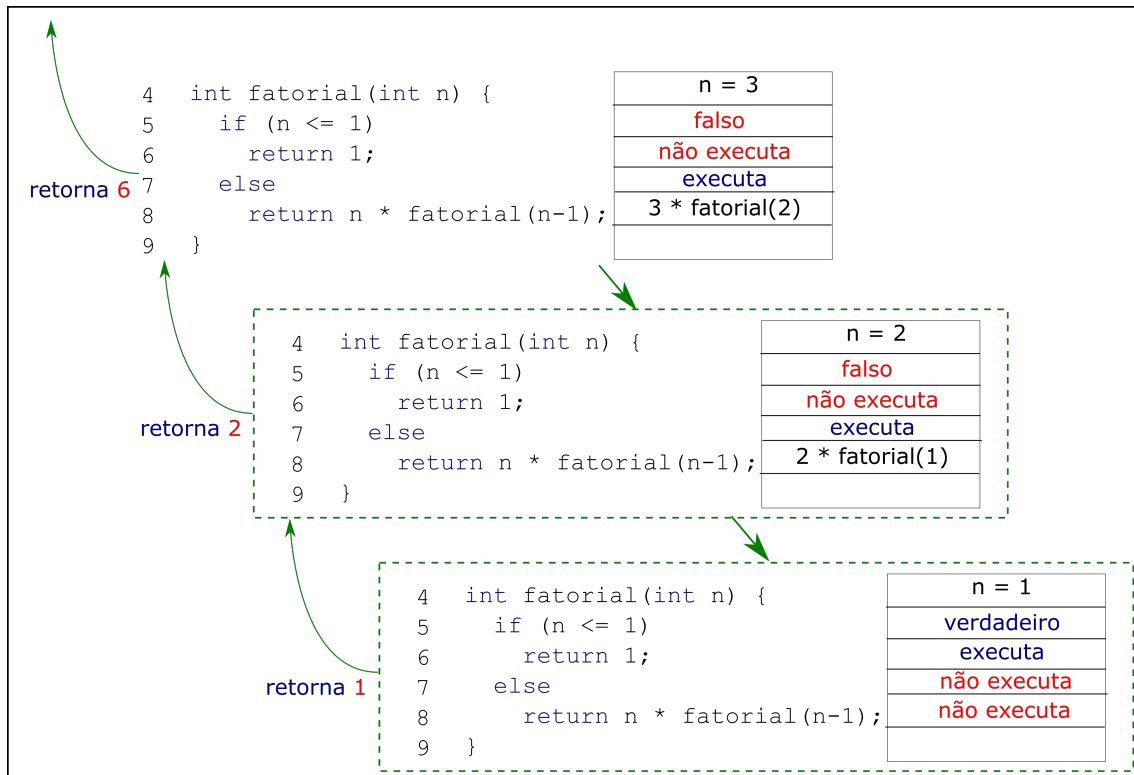 4 int fatorial(int n) {
n = 3
5 if (n <= 1)
falso
6 return 1;
não executa
7 else
executa
8 return n * fatorial(n-1);
3 * fatorial(2)
9 }
retorna 6
4 int fatorial(int n) {
n = 2
5 if (n <= 1)
falso
6 return 1;
não executa
7 else
executa
8 return n * fatorial(n-1);
2 * fatorial(1)
9 }
retorna 2
4 int fatorial(int n) {
n = 1
5 if (n <= 1)
verdadeiro
6 return 1;
executa
7 else
não executa
8 return n * fatorial(n-1);
não executa
9 }
retorna 1